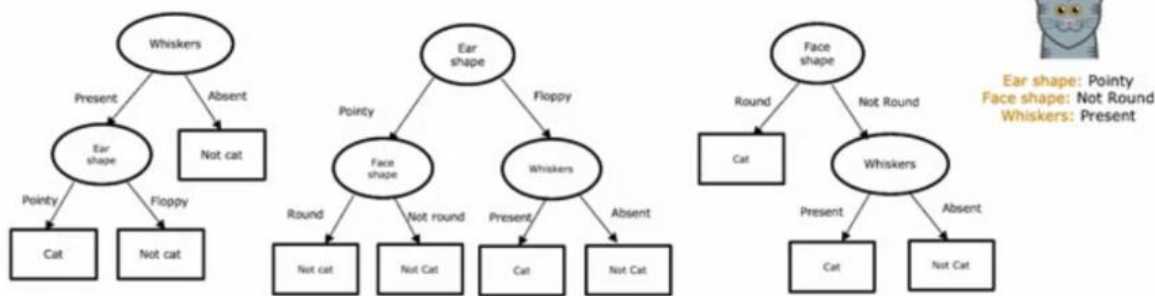 Whiskers
Present
Absent
Ear
shape
Not cat
Pointy
Floppy
Cat
Not cat
Ear
shape
Pointy
Floppy
Face
shape
Whiskers
Round
Not round
Present
Absent
Not cat
Not Cat
Cat
Not Cat
Face
shape
Round
Not Round
Cat
Whiskers
Present
Absent
Cat
Not Cat
Ear shape: Pointy
Face shape: Not Round
Whiskers: Present